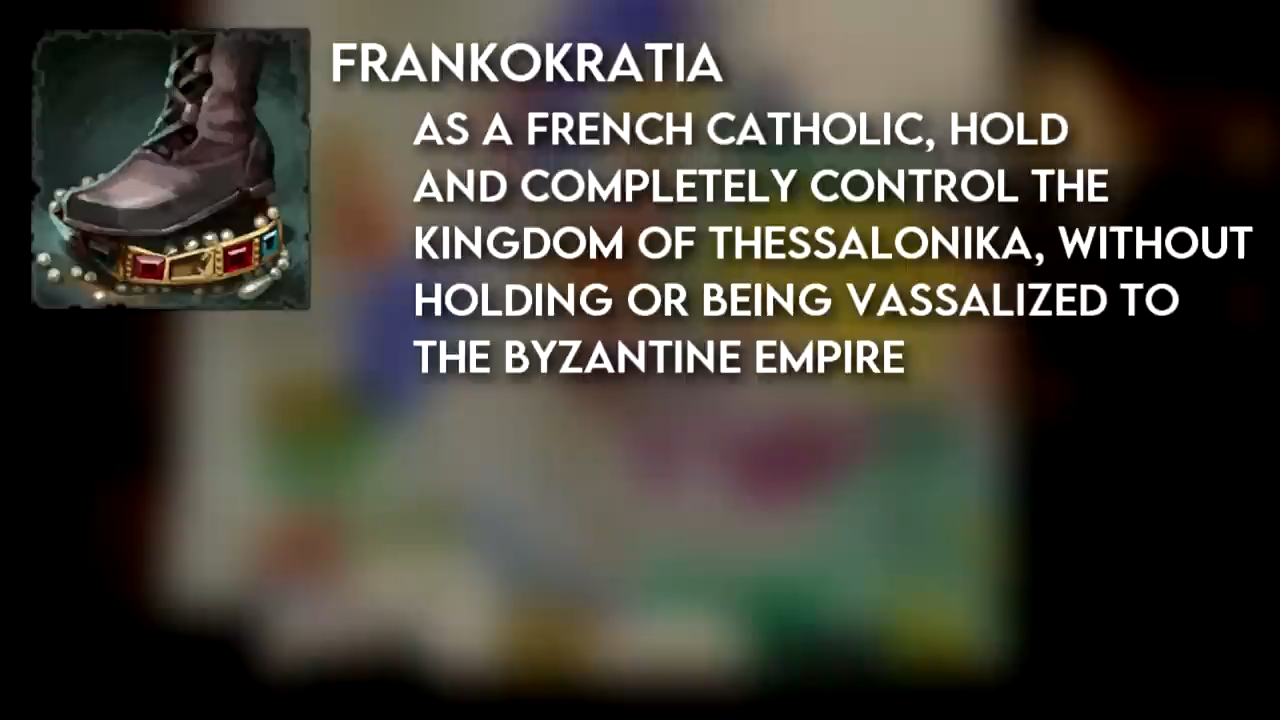 FRANKOKRATIA
AS A FRENCH CATHOLIC, HOLD
AND COMPLETELY CONTROL THE
KINGDOM OF THESSALONIKA, WITHOUT
HOLDING OR BEING VASSALIZED TO
THE BYZANTINE EMPIRE